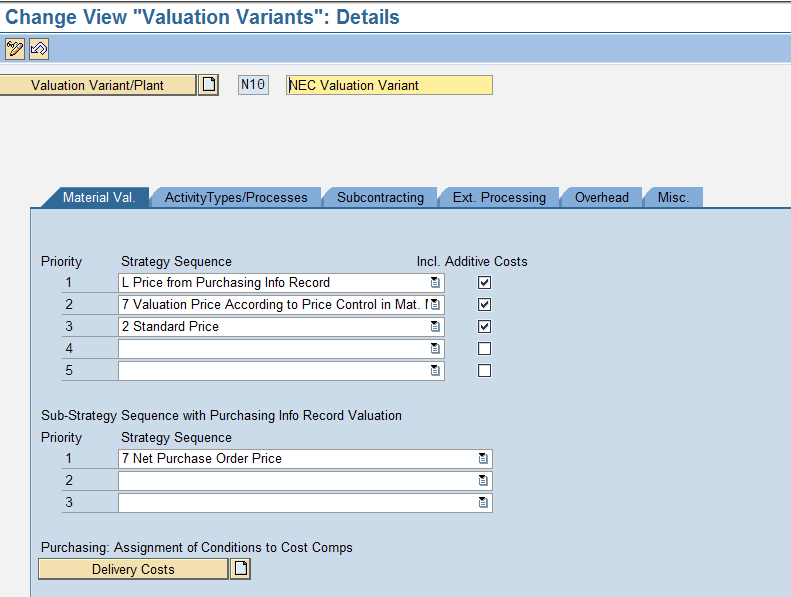 Change View "Valuation Variants": Details
Valuation Variant/Plant N10 NEC Valuation Variant
Material Val. ActivityTypes/Processes Subcontracting Ext. Processing Overhead Misc.
Priority Strategy Sequence Incl. Additive Costs
1 L Price from Purchasing Info Record
2 7 Valuation Price According to Price Control in Mat.
3 2 Standard Price
4
5
Sub-Strategy Sequence with Purchasing Info Record Valuation
Priority Strategy Sequence
1 7 Net Purchase Order Price
2
3
Purchasing: Assignment of Conditions to Cost Comps
Delivery Costs